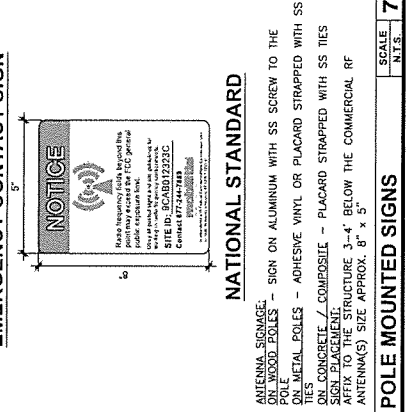 EMERGENCY CONTACT SIGN
5"
8"
NOTICE
Radio frequency fields beyond this
point may exceed the FCC general
public exposure limit.
SITE ID: BCABD12323C
Contact 877-244-7889
NATIONAL STANDARD
ANTENNA SIGNAGE:
ON WOOD POLES – SIGN ON ALUMINUM WITH SS SCREW TO THE
POLE
ON METAL POLES – ADHESIVE VINYL OR PLACARD STRAPPED WITH SS
TIES
ON CONCRETE / COMPOSITE – PLACARD STRAPPED WITH SS TIES
SIGN PLACEMENT:
AFFIX TO THE STRUCTURE 3–4' BELOW THE COMMERCIAL RF
ANTENNA(S) SIZE APPROX. 8" x 5"
POLE MOUNTED SIGNS
SCALE
N.T.S.
7